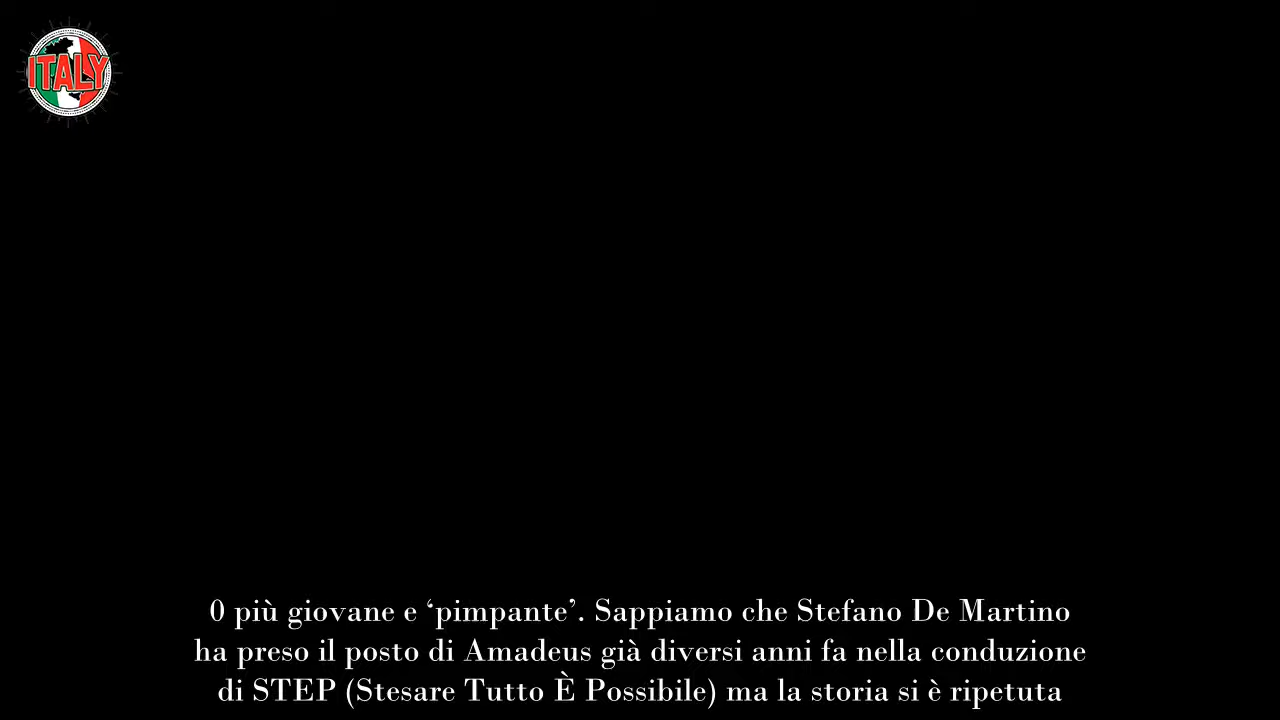 ITALY
0 più giovane e ‘pimpante’. Sappiamo che Stefano De Martino
ha preso il posto di Amadeus già diversi anni fa nella conduzione
di STEP (Stesare Tutto È Possibile) ma la storia si è ripetuta